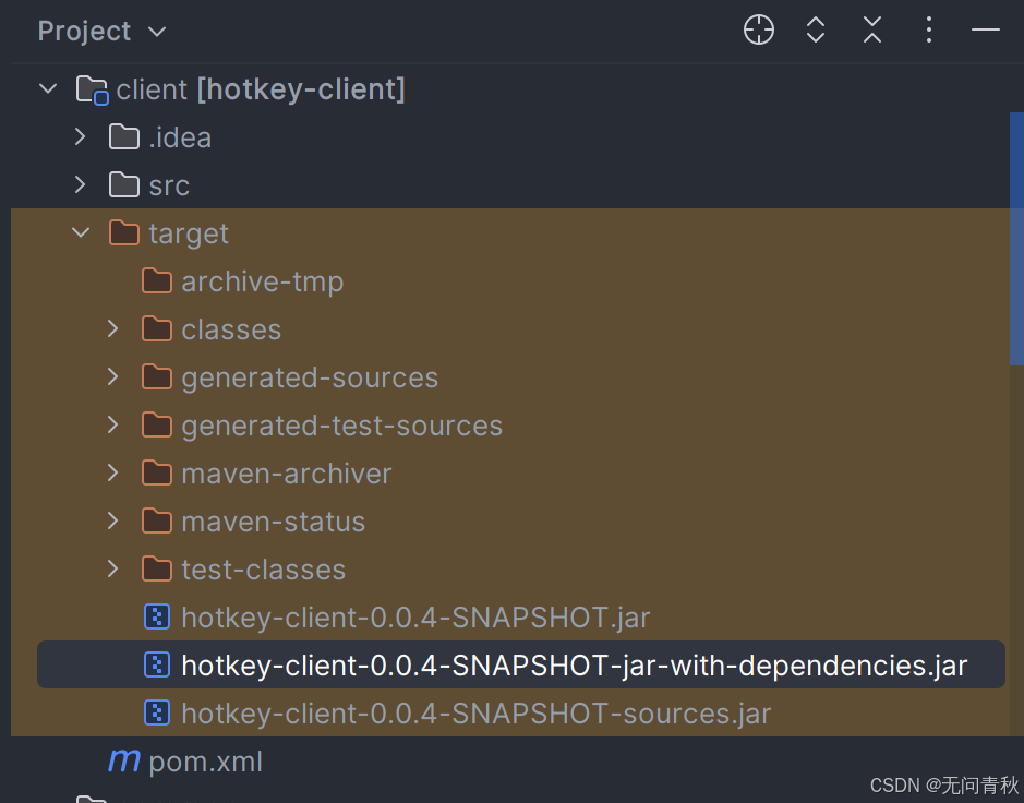 Project
client [hotkey-client]
.idea
src
target
archive-tmp
classes
generated-sources
generated-test-sources
maven-archiver
maven-status
test-classes
hotkey-client-0.0.4-SNAPSHOT.jar
hotkey-client-0.0.4-SNAPSHOT-jar-with-dependencies.jar
hotkey-client-0.0.4-SNAPSHOT-sources.jar
m pom.xml
CSDN @无问青秋